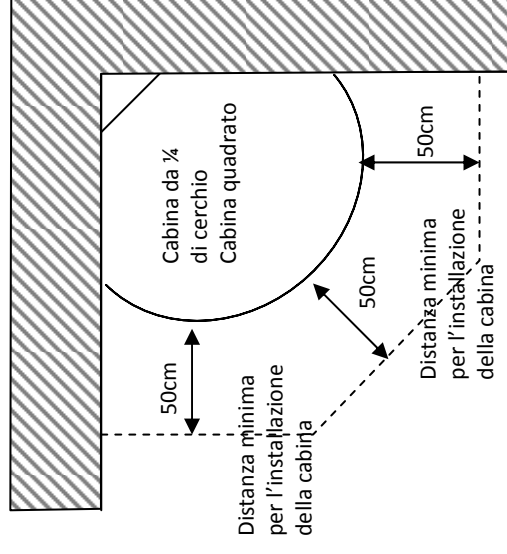 Cabina da ¼
di cerchio
Cabina quadrato
50cm
50cm
50cm
Distanza minima
per l'installazione
della cabina
Distanza minima
per l'installazione
della cabina